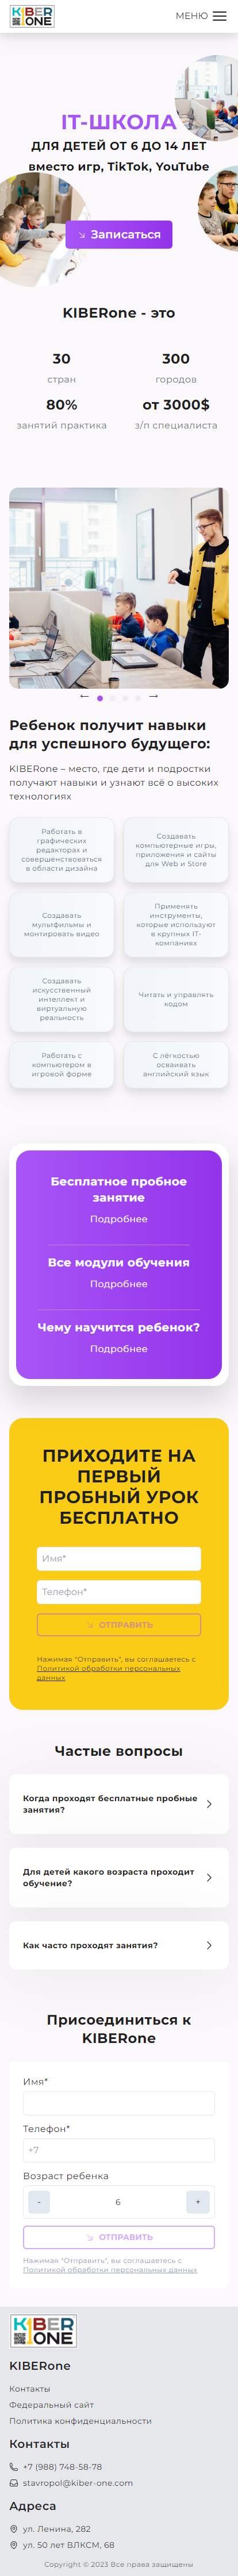 KIBER ONE
МЕНЮ
IT-ШКОЛА
ДЛЯ ДЕТЕЙ ОТ 6 ДО 14 ЛЕТ
вместо игр, TikTok, YouTube
Записаться
KIBERone - это
30
стран
300
городов
80%
занятий практика
от 3000$
з/п специалиста
Ребенок получит навыки
для успешного будущего:
KIBERone – место, где дети и подростки
получают навыки и узнают всё о высоких
технологиях
Работать в
графических
редакторах и
совершенствоваться
в области дизайна
Создавать
компьютерные игры,
приложения и сайты
для Web и Store
Создавать
мультфильмы и
монтировать видео
Применять
инструменты,
которые используют
в крупных IT-
компаниях
Создавать
искусственный
интеллект и
виртуальную
реальность
Читать и управлять
кодом
Работать с
компьютером в
игровой форме
С лёгкостью
осваивать
английский язык
Бесплатное пробное
занятие
Подробнее
Все модули обучения
Подробнее
Чему научится ребенок?
Подробнее
ПРИХОДИТЕ НА
ПЕРВЫЙ
ПРОБНЫЙ УРОК
БЕСПЛАТНО
Имя*
Телефон*
ОТПРАВИТЬ
Нажимая "Отправить", вы соглашаетесь с
Политикой обработки персональных
данных
Частые вопросы
Когда проходят бесплатные пробные
занятия?
Для детей какого возраста проходит
обучение?
Как часто проходят занятия?
Присоединиться к
KIBERone
Имя*
Телефон*
+7
Возраст ребенка
- 6 +
ОТПРАВИТЬ
Нажимая "Отправить", вы соглашаетесь с
Политикой обработки персональных данных
KIBER ONE
KIBERone
Контакты
Федеральный сайт
Политика конфиденциальности
Контакты
+7 (988) 748-58-78
stavropol@kiber-one.com
Адреса
ул. Ленина, 282
ул. 50 лет ВЛКСМ, 68
Copyright © 2023 Все права защищены